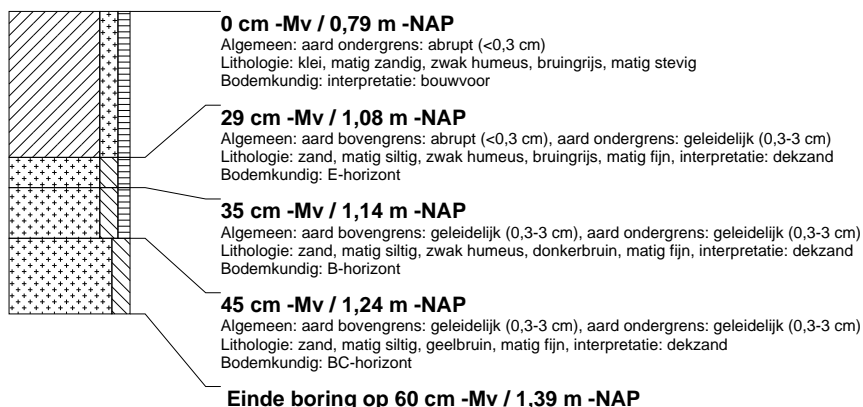 0 cm -Mv / 0,79 m -NAP
Algemeen: aard ondergrens: abrupt (<0,3 cm)
Lithologie: klei, matig zandig, zwak humeus, bruingrijs, matig stevig
Bodemkundig: interpretatie: bouwvoor
29 cm -Mv / 1,08 m -NAP
Algemeen: aard bovengrens: abrupt (<0,3 cm), aard ondergrens: geleidelijk (0,3-3 cm)
Lithologie: zand, matig siltig, zwak humeus, bruingrijs, matig fijn, interpretatie: dekzand
Bodemkundig: E-horizont
35 cm -Mv / 1,14 m -NAP
Algemeen: aard bovengrens: geleidelijk (0,3-3 cm), aard ondergrens: geleidelijk (0,3-3 cm)
Lithologie: zand, matig siltig, zwak humeus, donkerbruin, matig fijn, interpretatie: dekzand
Bodemkundig: B-horizont
45 cm -Mv / 1,24 m -NAP
Algemeen: aard bovengrens: geleidelijk (0,3-3 cm), aard ondergrens: geleidelijk (0,3-3 cm)
Lithologie: zand, matig siltig, geelbruin, matig fijn, interpretatie: dekzand
Bodemkundig: BC-horizont
Einde boring op 60 cm -Mv / 1,39 m -NAP